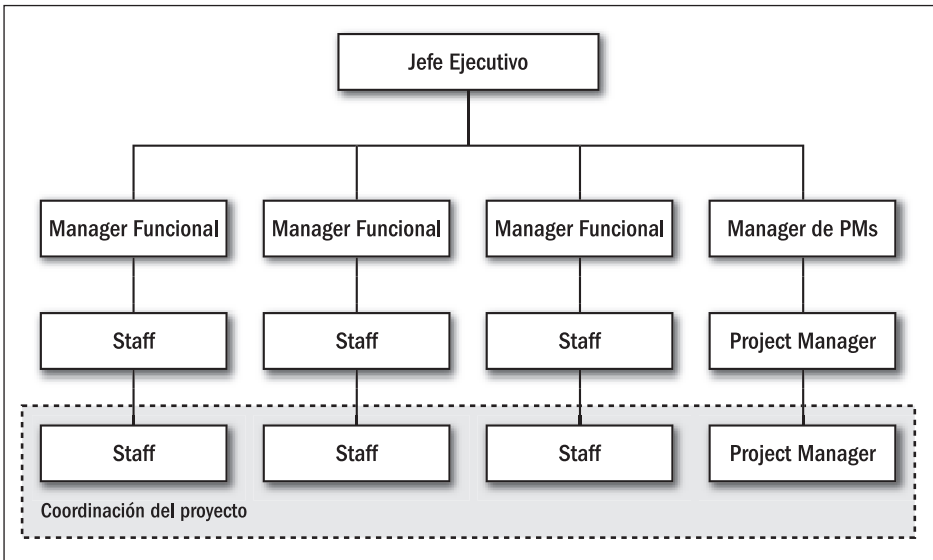 Jefe Ejecutivo
Manager Funcional
Manager Funcional
Manager Funcional
Manager de PMs
Staff
Staff
Staff
Project Manager
Staff
Staff
Staff
Project Manager
Coordinación del proyecto